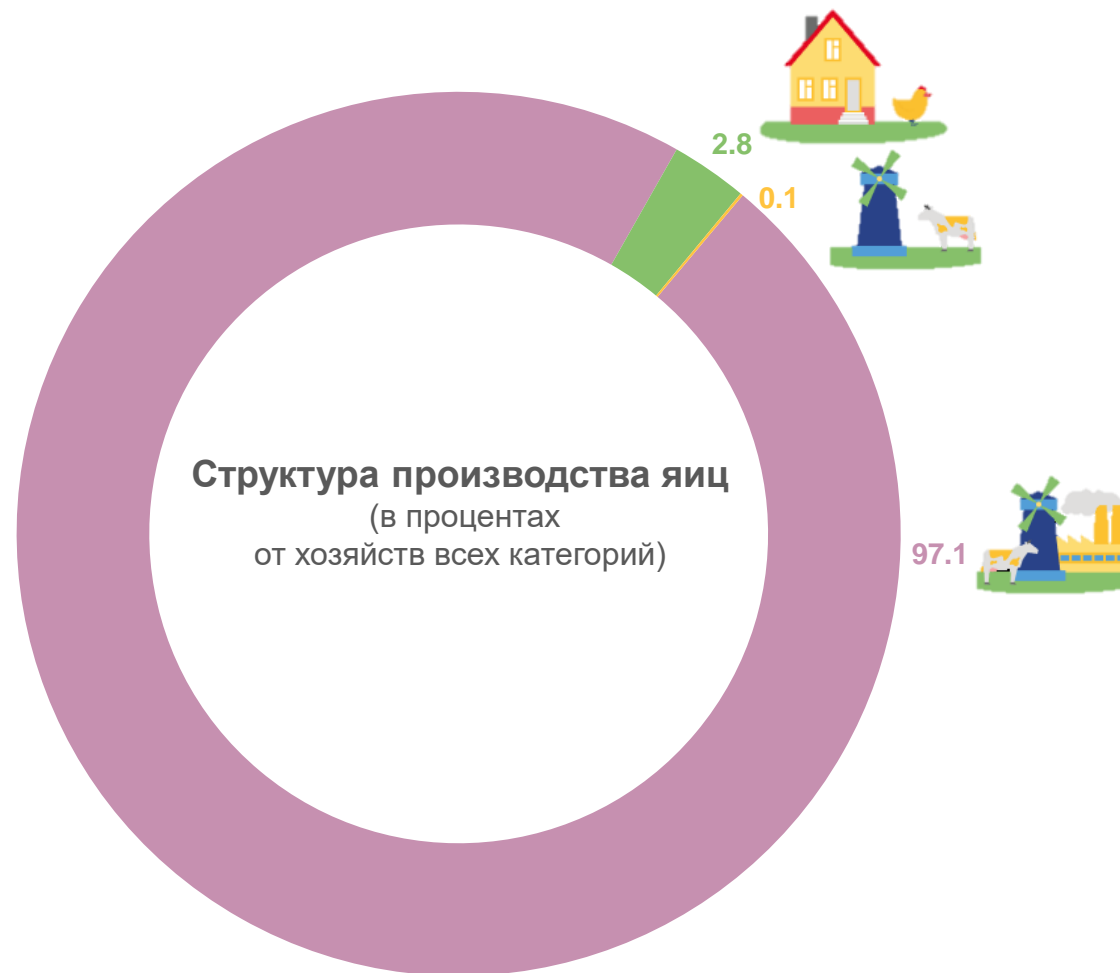 2.8
0.1
Структура производства яиц
(в процентах
от хозяйств всех категорий)
97.1